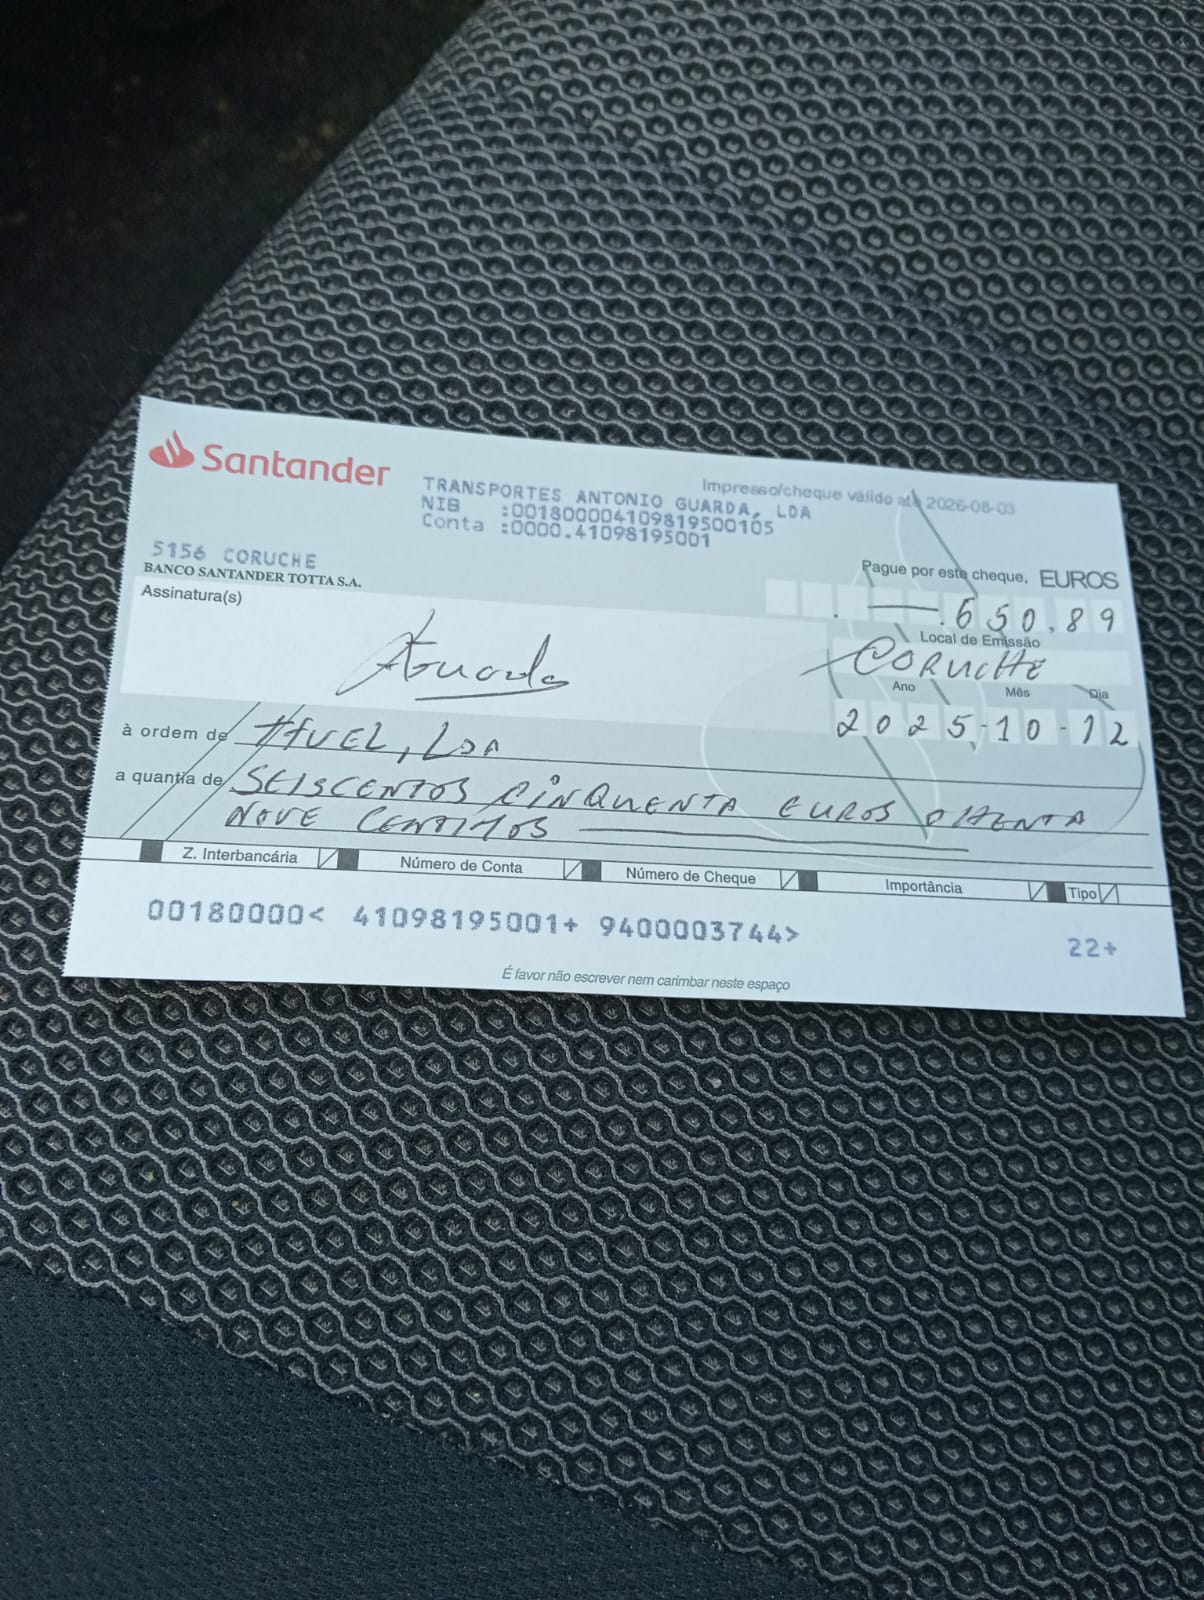 Santander
TRANSPORTES ANTONIO GUARDA, LDA
NIB :001800004109819500105
Conta :0000.41098195001
Impresso/cheque válido até 2026-08-03
5156 CORUCHE
BANCO SANTANDER TOTTA S.A.
Assinatura(s)
Guarda
Pague por este cheque, EUROS
650,89
Local de Emissão
CORUCHE
Ano Mês Dia
2025-10-12
à ordem de
, LDA
a quantia de SEISCENTOS CINQUENTA EUROS OITENTA
NOVE CENTIMOS
Z. Interbancária Número de Conta Número de Cheque Importância Tipo
00180000< 41098195001+ 9400003744> 22+
É favor não escrever nem carimbar neste espaço